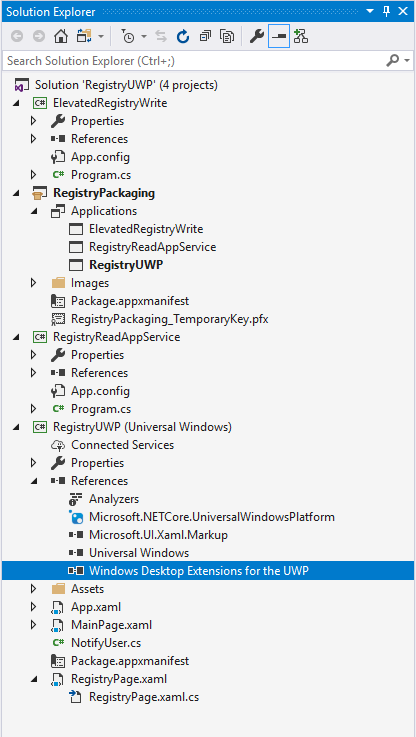 Solution Explorer
Search Solution Explorer (Ctrl+;)
Solution 'RegistryUWP' (4 projects)
C# ElevatedRegistryWrite
Properties
References
App.config
C# Program.cs
RegistryPackaging
Applications
ElevatedRegistryWrite
RegistryReadAppService
RegistryUWP
Images
Package.appxmanifest
RegistryPackaging_TemporaryKey.pfx
C# RegistryReadAppService
Properties
References
App.config
C# Program.cs
C# RegistryUWP (Universal Windows)
Connected Services
Properties
References
Analyzers
Microsoft.NETCore.UniversalWindowsPlatform
Microsoft.UI.Xaml.Markup
Universal Windows
Windows Desktop Extensions for the UWP
Assets
App.xaml
MainPage.xaml
C# NotifyUser.cs
Package.appxmanifest
RegistryPage.xaml
RegistryPage.xaml.cs